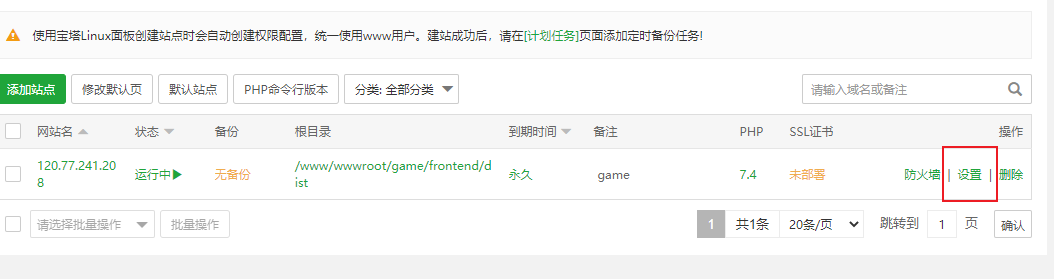 使用宝塔Linux面板创建站点时会自动创建权限配置，统一使用www用户。建站成功后，请在[计划任务]页面添加定时备份任务!
添加站点 修改默认页 默认站点 PHP命令行版本 分类: 全部分类 请输入域名或备注
网站名 状态 备份 根目录 到期时间 备注 PHP SSL证书 操作
120.77.241.20
8
运行中 无备份
/www/wwwroot/game/frontend/d
ist
永久 game 7.4 未部署 防火墙 | 设置 | 删除
请选择批量操作 批量操作 1 共1条 20条/页 跳转到 1 页 确认